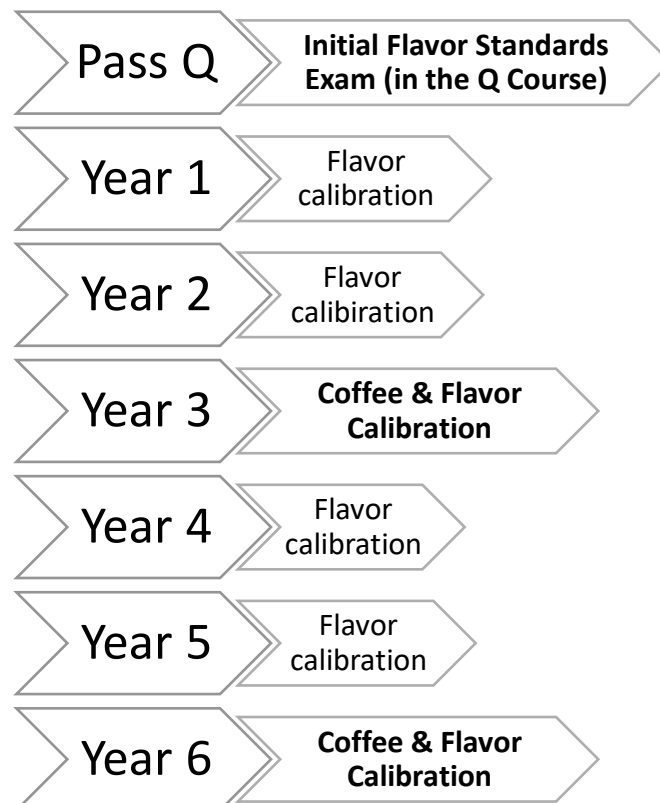 Pass Q
Initial Flavor Standards
Exam (in the Q Course)
Year 1
Flavor
calibration
Year 2
Flavor
calibiration
Year 3
Coffee & Flavor
Calibration
Year 4
Flavor
calibration
Year 5
Flavor
calibration
Year 6
Coffee & Flavor
Calibration